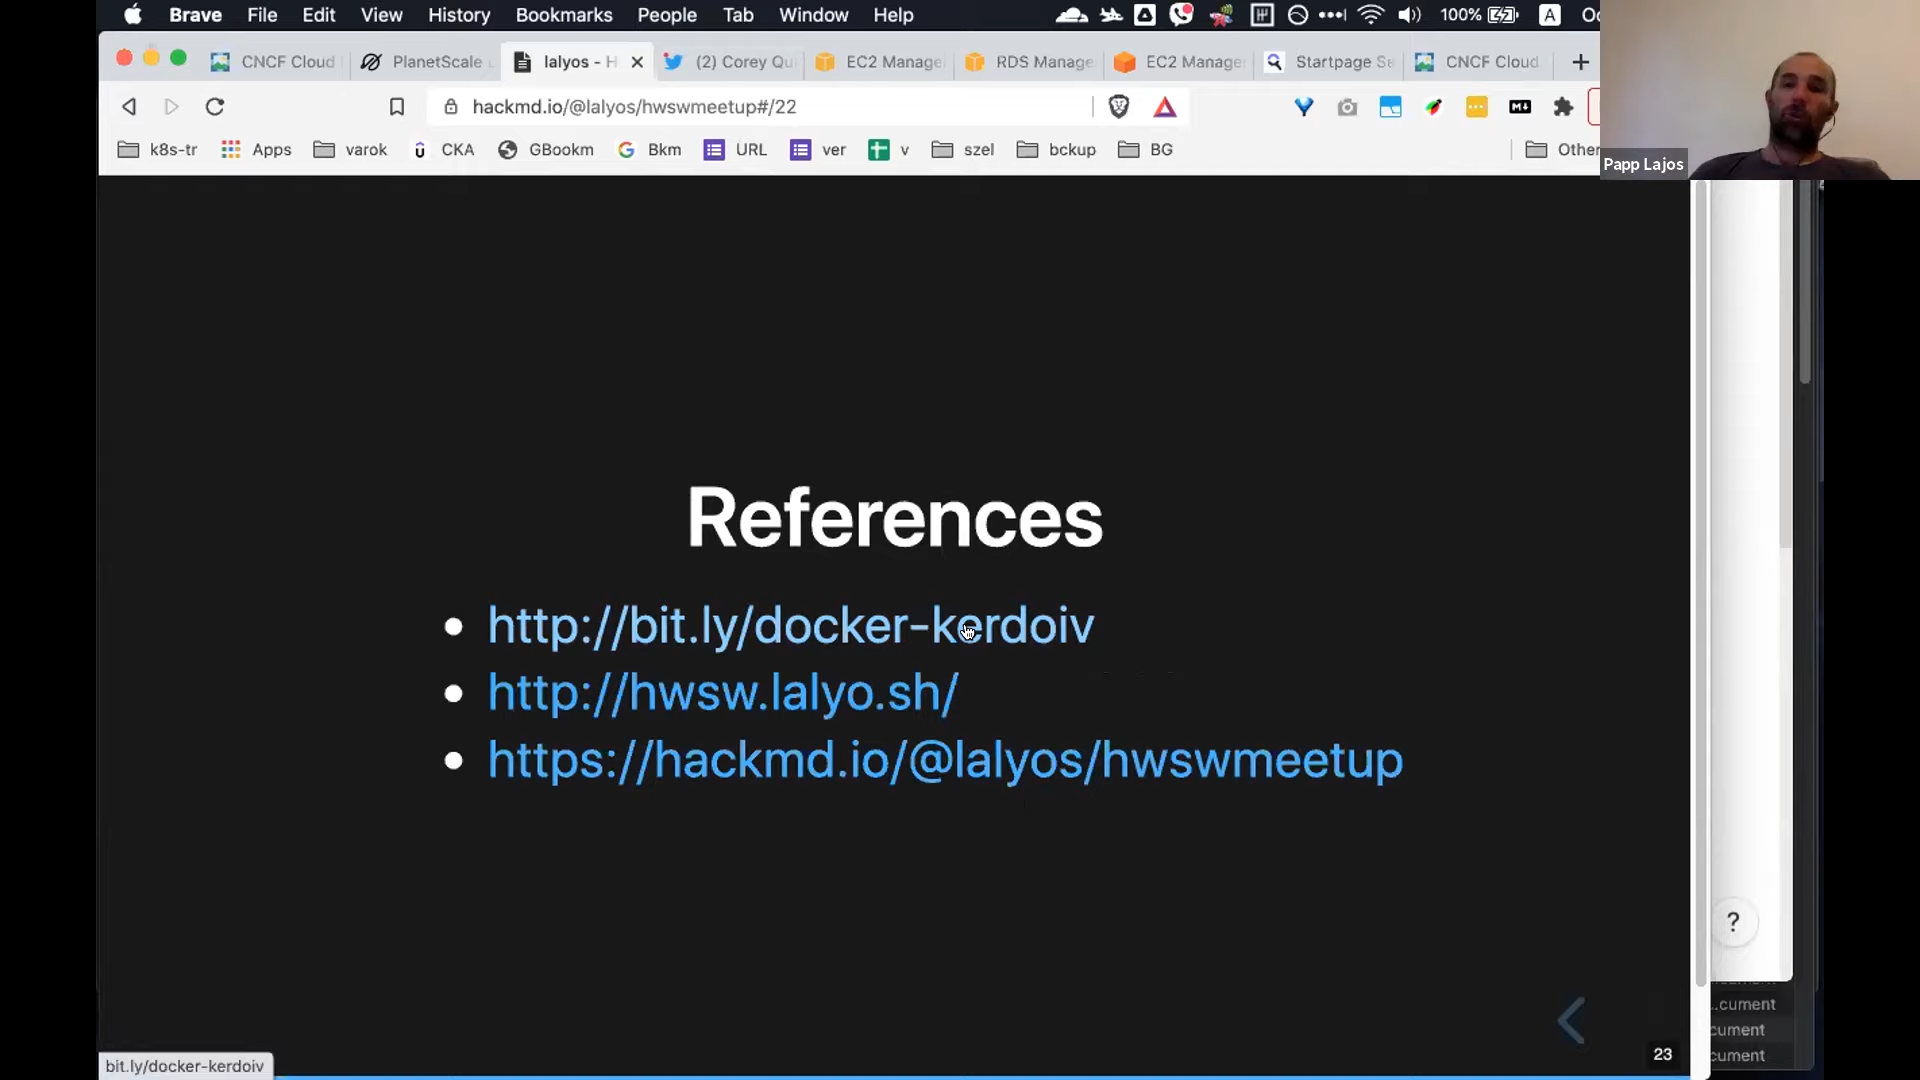 Brave File Edit View History Bookmarks People Tab Window Help 100% A
CNCF Cloud PlanetScale lalyos - H (2) Corey Qu EC2 Manage RDS Manage EC2 Manage Startpage Se CNCF Cloud
hackmd.io/@lalyos/hwswmeetup#/22
k8s-tr Apps varok CKA GBookm Bkm URL ver v szel bckup BG Other
Papp Lajos
References
http://bit.ly/docker-kerdoiv
http://hwsw.lalyo.sh/
https://hackmd.io/@lalyos/hwswmeetup
?
..cument
cument
cument
23
bit.ly/docker-kerdoiv